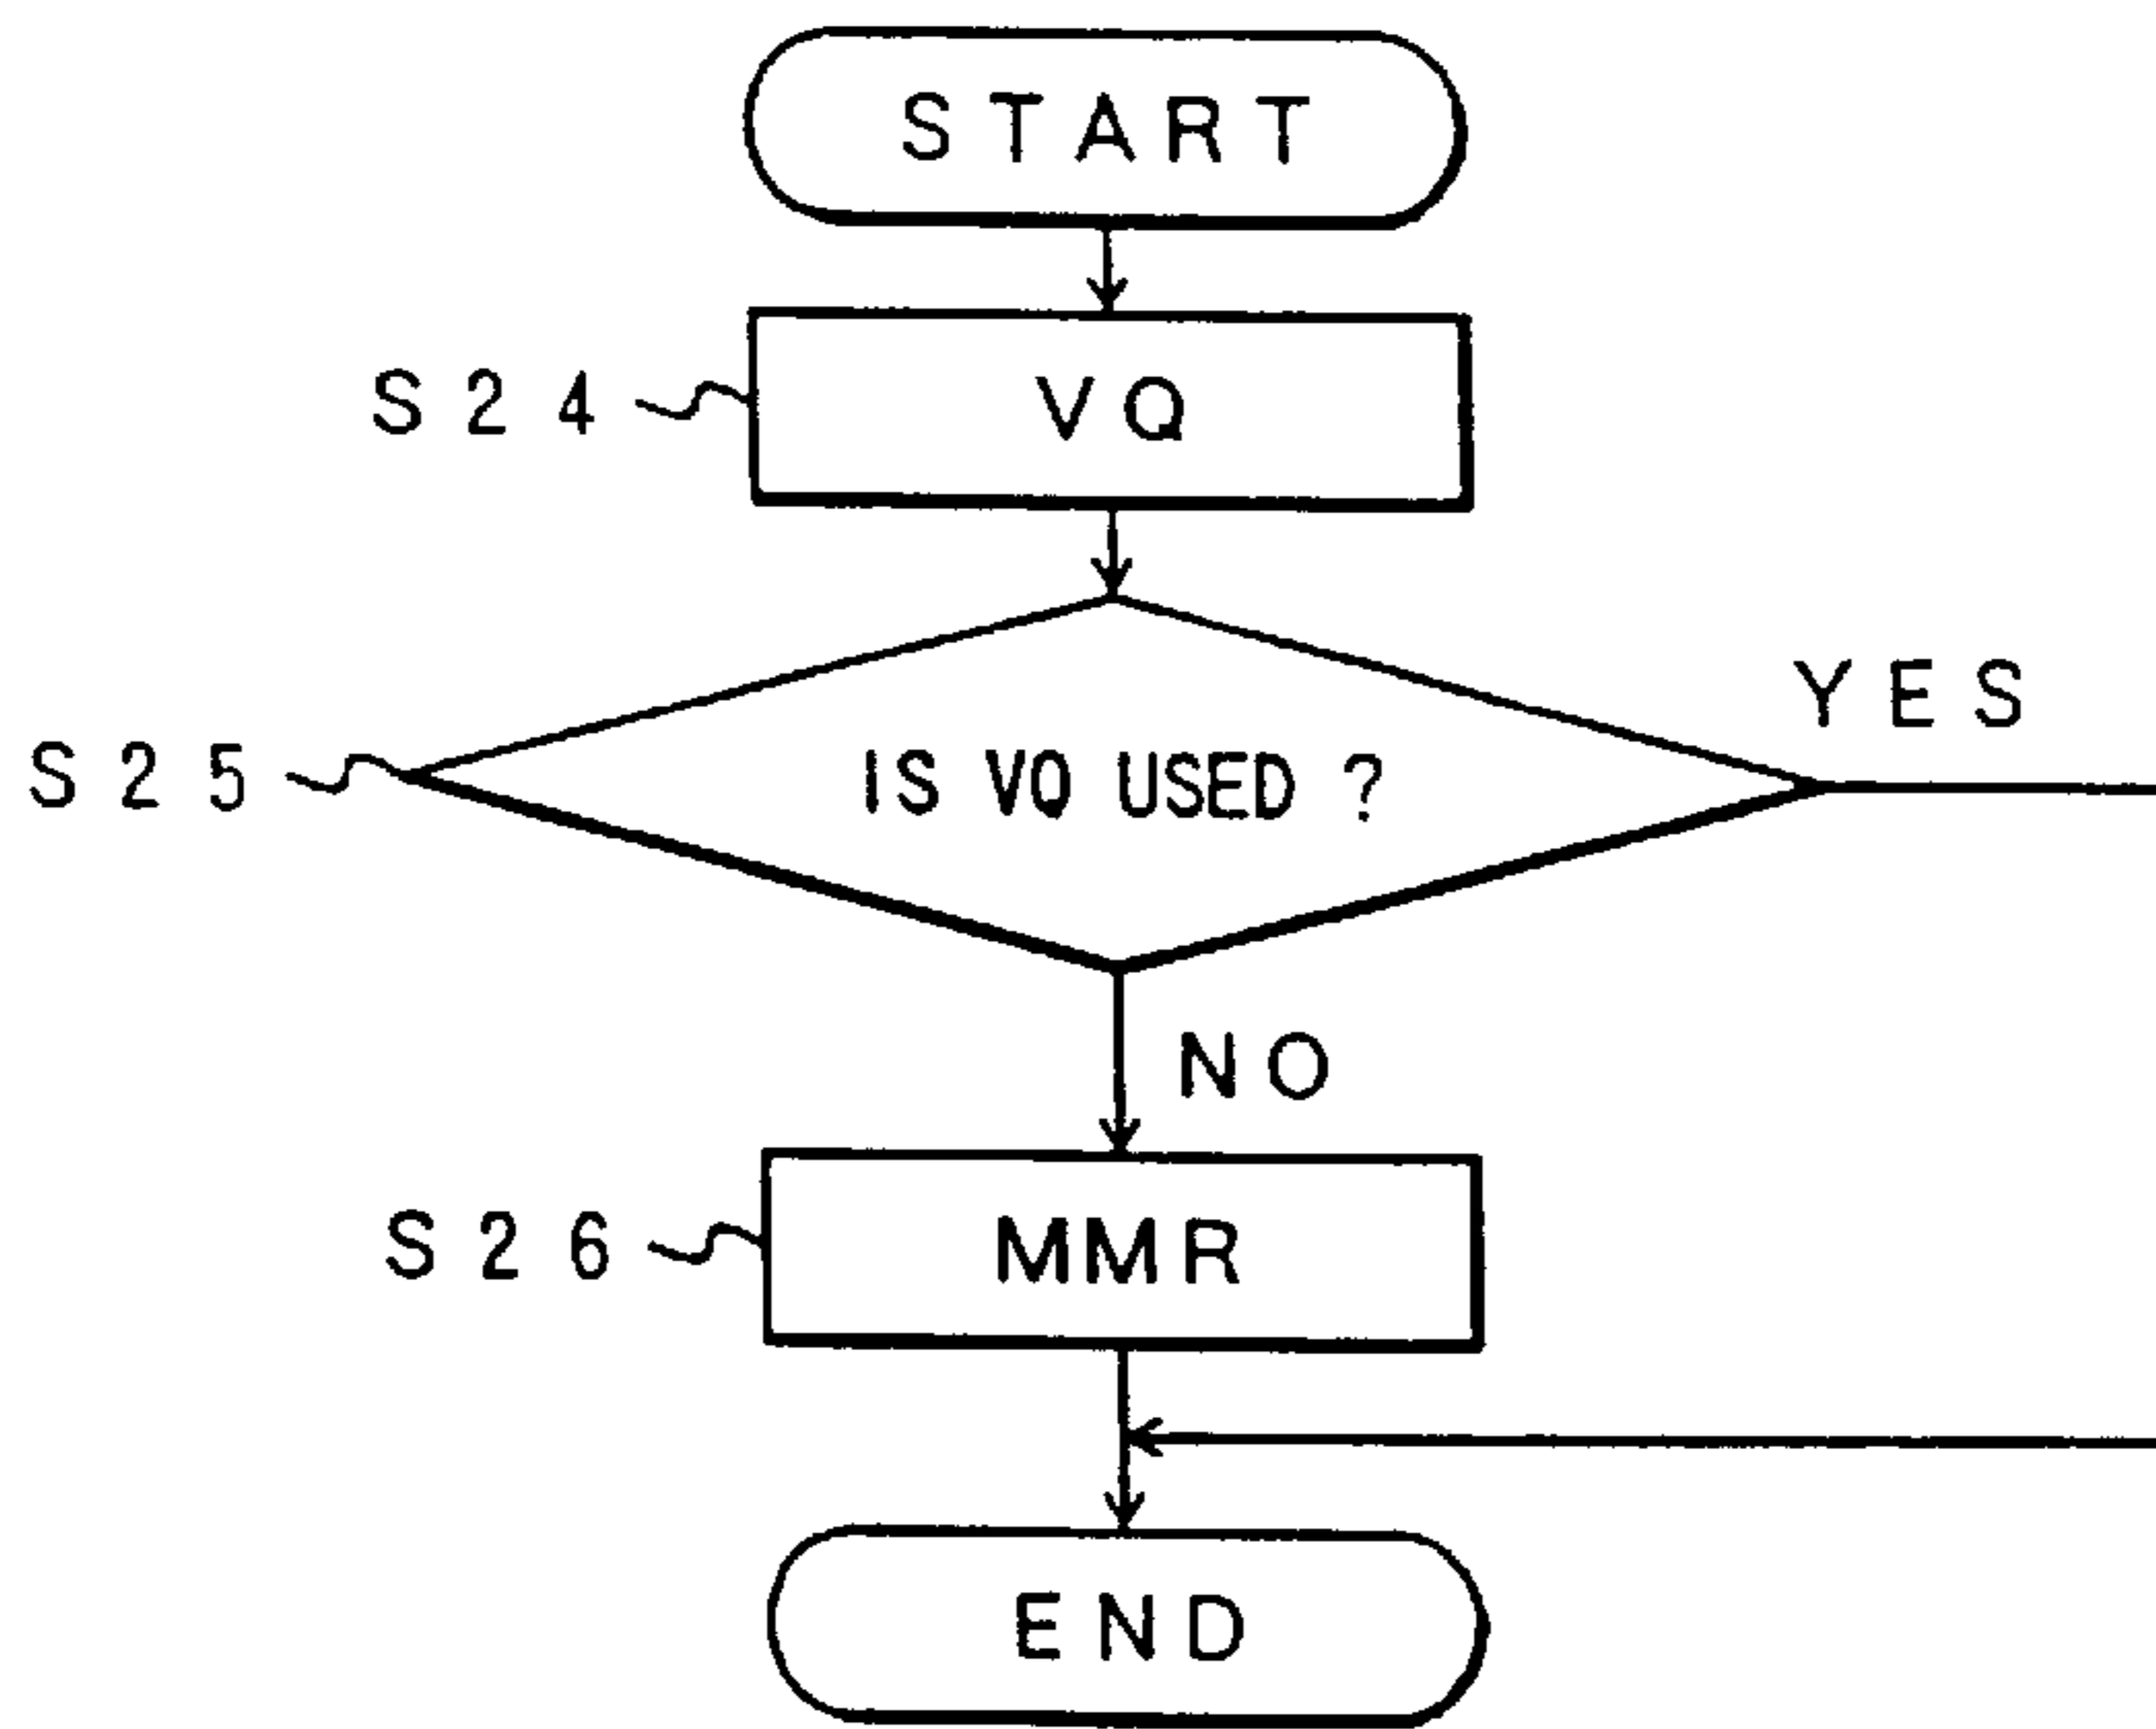 START
S24 VQ
YES
S25 IS VQ USED ?
NO
S26 MMR
END